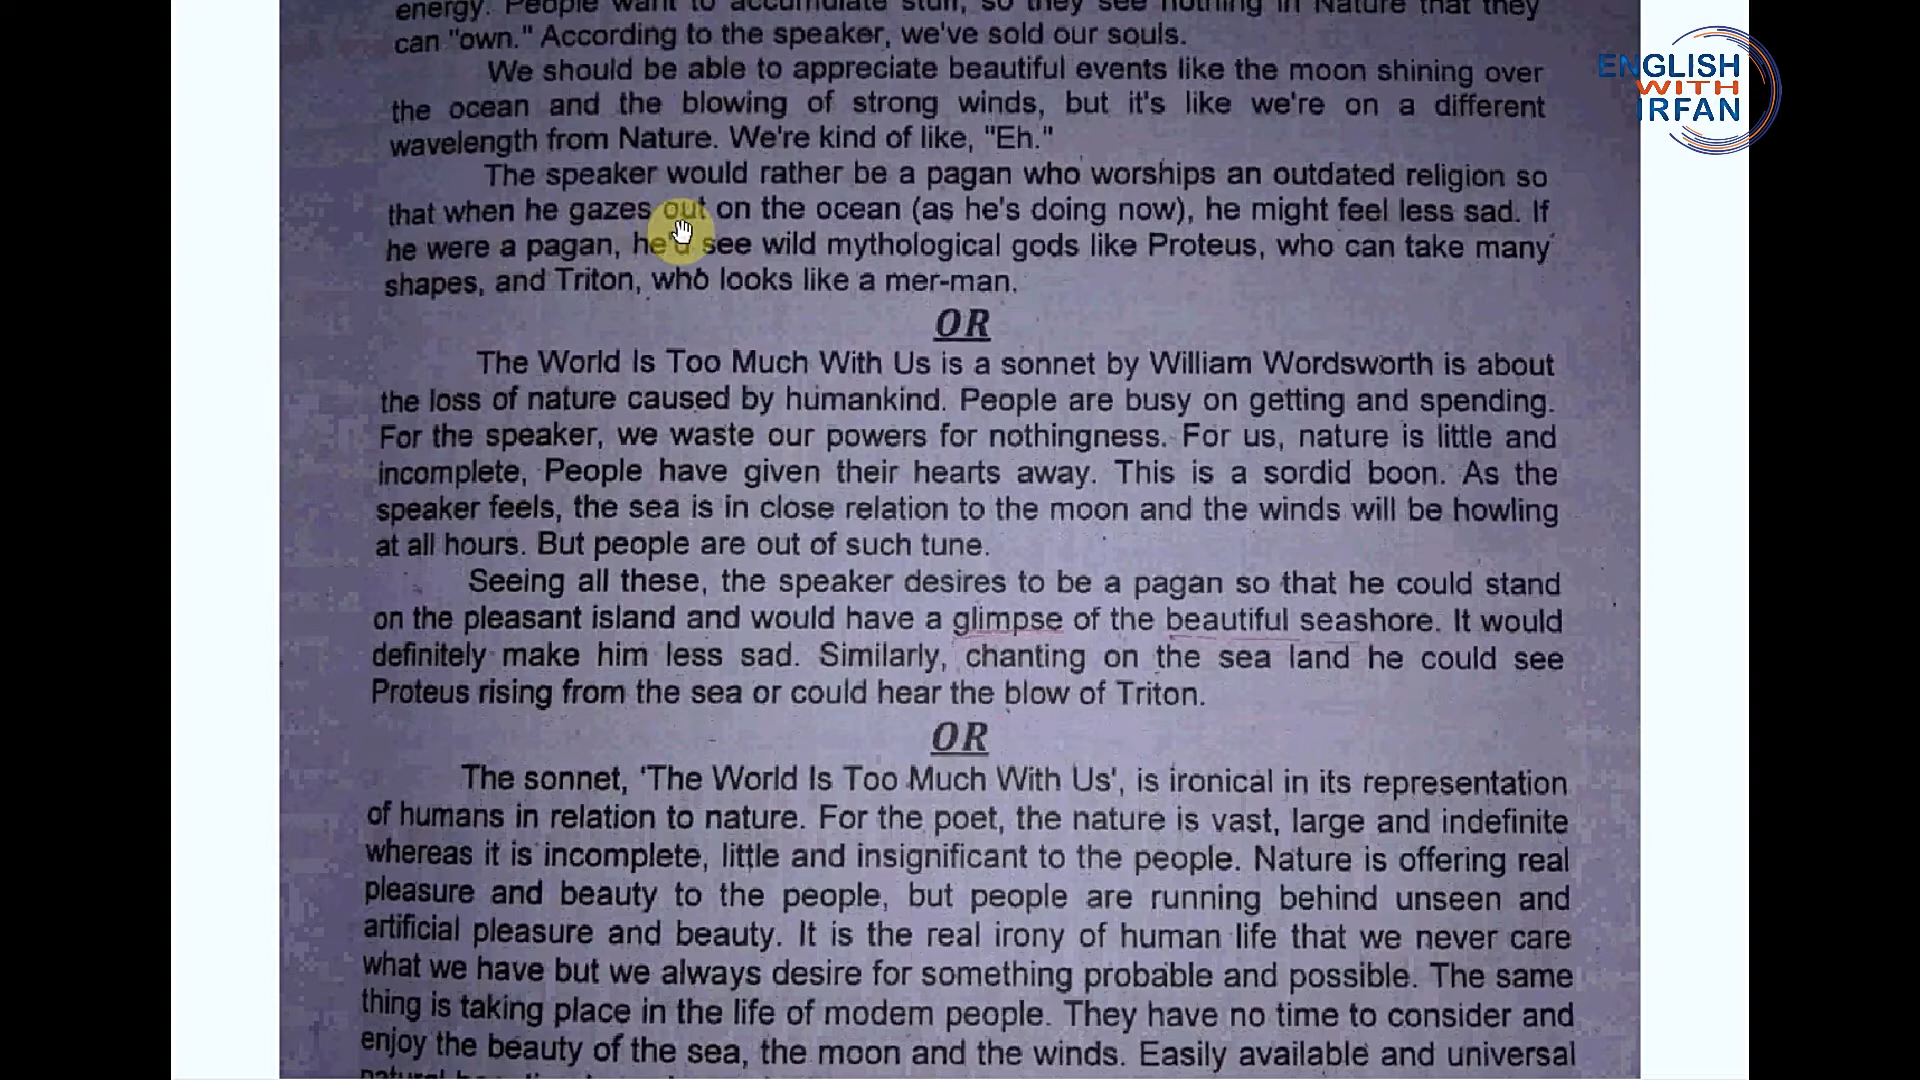 energy. People want to accumulate stuff, so they see nothing in Nature that they
can "own." According to the speaker, we've sold our souls.
We should be able to appreciate beautiful events like the moon shining over
the ocean and the blowing of strong winds, but it's like we're on a different
wavelength from Nature. We're kind of like, "Eh."
The speaker would rather be a pagan who worships an outdated religion so
that when he gazes out on the ocean (as he's doing now), he might feel less sad. If
he were a pagan, he'd see wild mythological gods like Proteus, who can take many
shapes, and Triton, who looks like a mer-man.
OR
The World Is Too Much With Us is a sonnet by William Wordsworth is about
the loss of nature caused by humankind. People are busy on getting and spending.
For the speaker, we waste our powers for nothingness. For us, nature is little and
incomplete, People have given their hearts away. This is a sordid boon. As the
speaker feels, the sea is in close relation to the moon and the winds will be howling
at all hours. But people are out of such tune.
Seeing all these, the speaker desires to be a pagan so that he could stand
on the pleasant island and would have a glimpse of the beautiful seashore. It would
definitely make him less sad. Similarly, chanting on the sea land he could see
Proteus rising from the sea or could hear the blow of Triton.
OR
The sonnet, 'The World Is Too Much With Us', is ironical in its representation
of humans in relation to nature. For the poet, the nature is vast, large and indefinite
whereas it is incomplete, little and insignificant to the people. Nature is offering real
pleasure and beauty to the people, but people are running behind unseen and
artificial pleasure and beauty. It is the real irony of human life that we never care
what we have but we always desire for something probable and possible. The same
thing is taking place in the life of modem people. They have no time to consider and
enjoy the beauty of the sea, the moon and the winds. Easily available and universal
ENGLISH
WITH
IRFAN